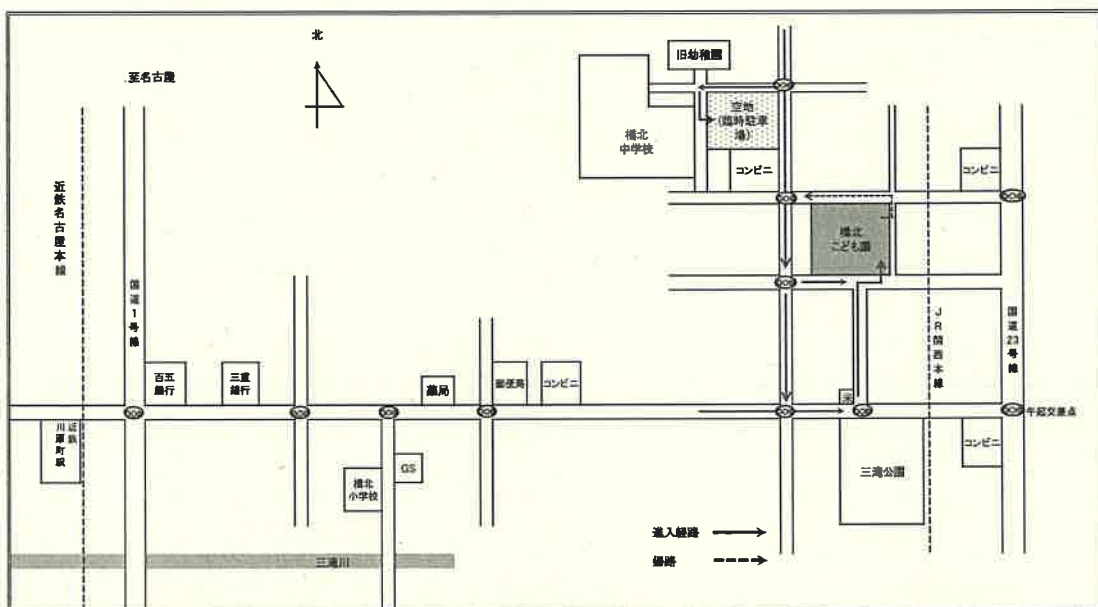 北
至名古屋
旧幼稚園
空地
(臨時駐車
場)
橋北
中学校
コンビニ
コンビニ
橋北
こども園
近鉄名古屋本線
国道1号線
JR関西本線
国道23号線
百五
銀行
三重
銀行
薬局
郵便局
コンビニ
午起交差点
近鉄
川原町駅
GS
橋北
小学校
三滝公園
コンビニ
進入経路
帰路
三滝川